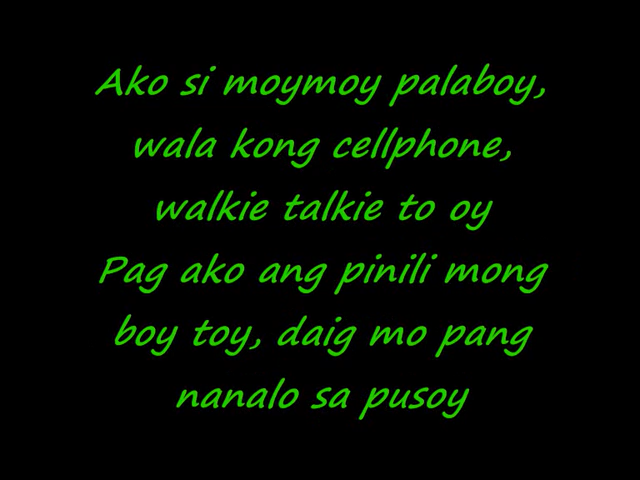 Ako si moymoy palaboy,
wala kong cellphone,
walkie talkie to oy
Pag ako ang pinili mong
boy toy, daig mo pang
nanalo sa pusoy